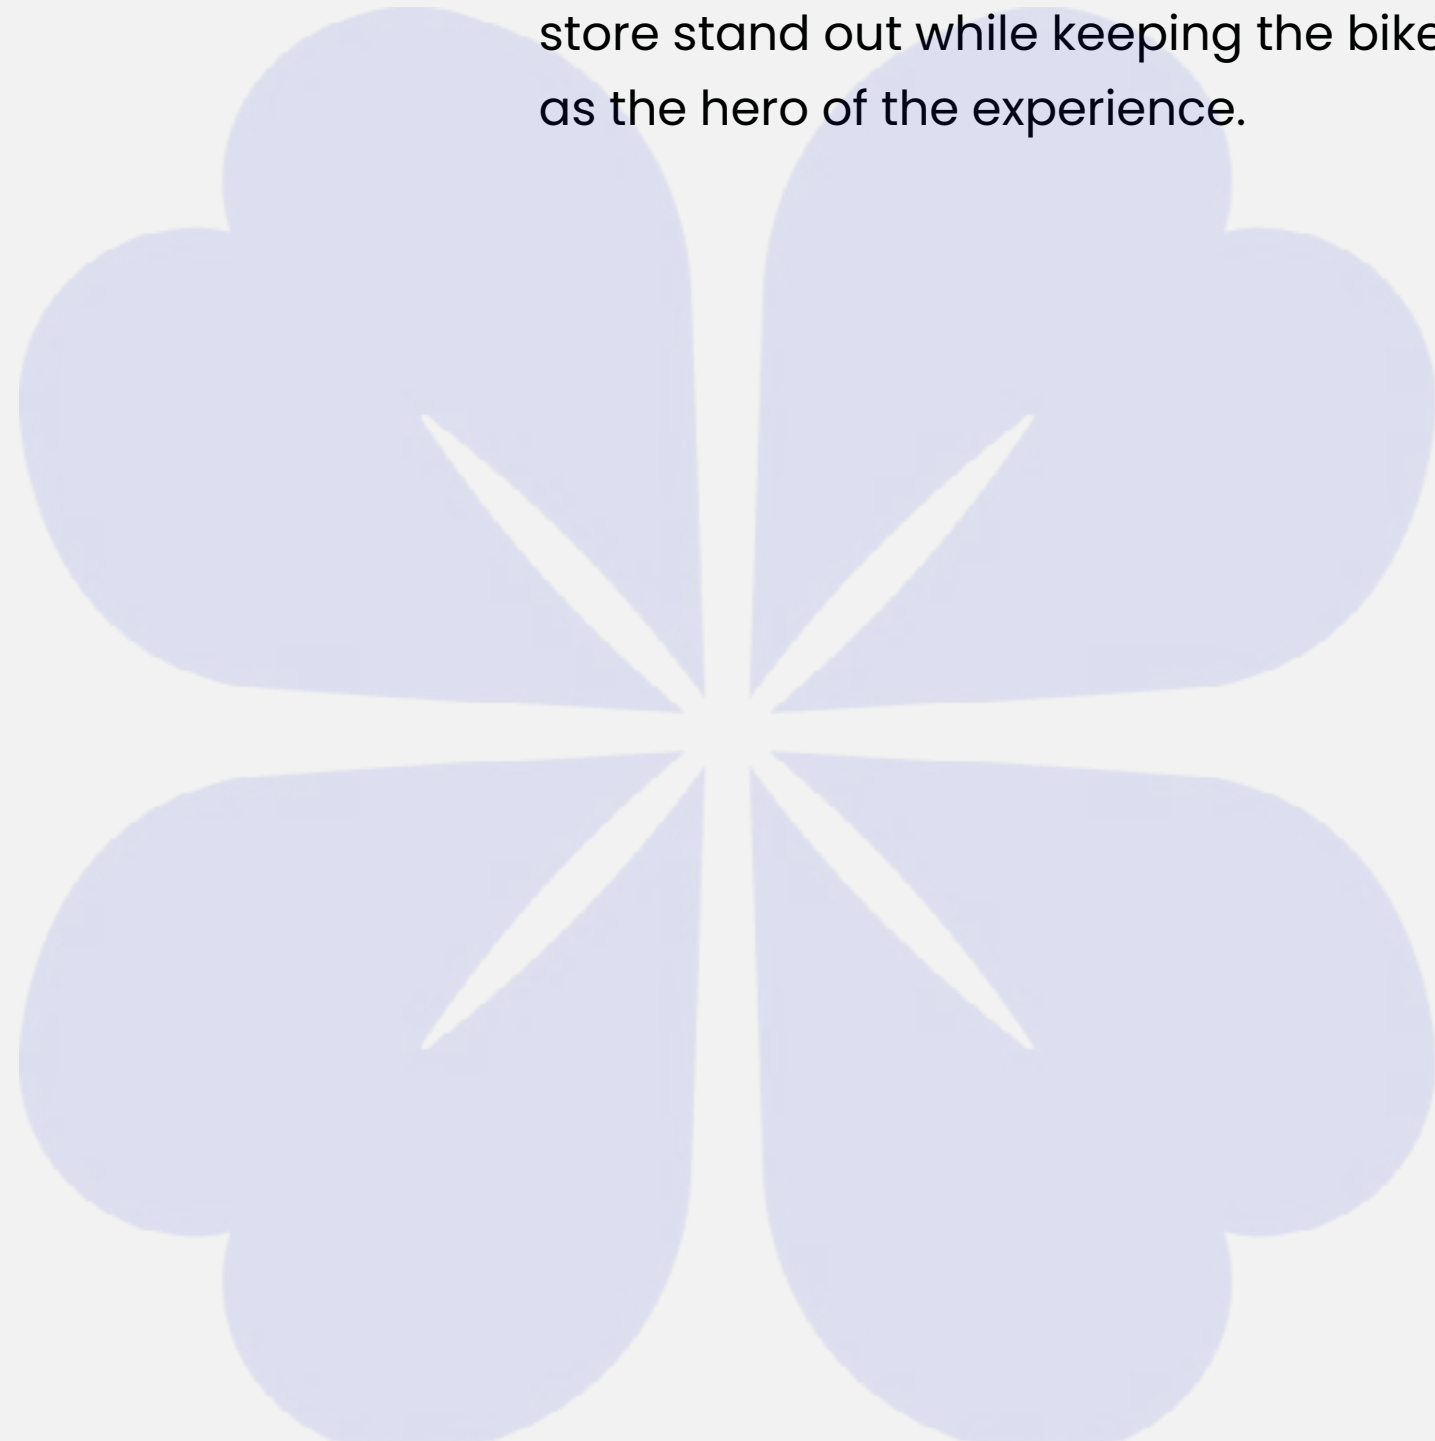 store stand out while keeping the bike
as the hero of the experience.